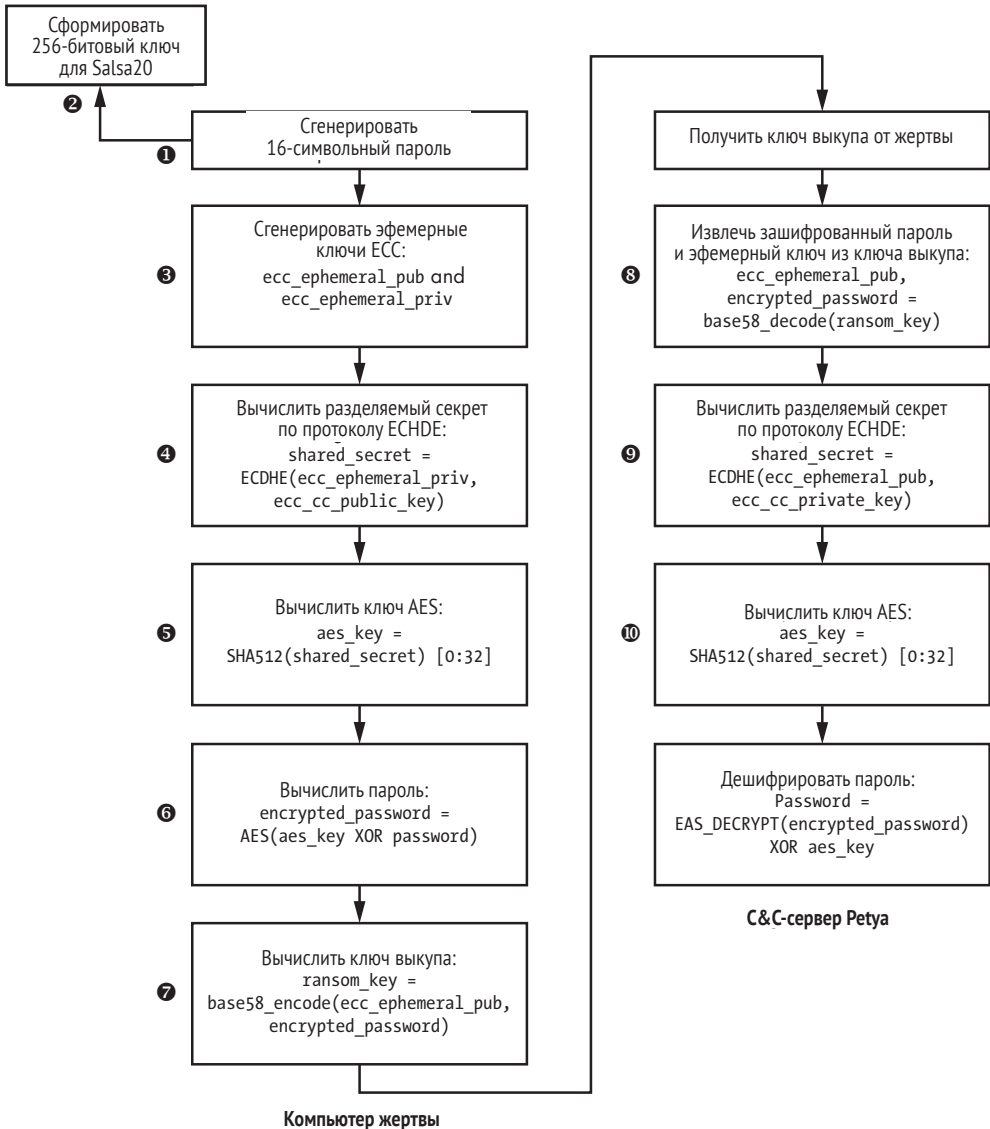 Сформировать
256-битовый ключ
для Salsa20
❷
❶
Сгенерировать
16-символьный пароль
❸
Сгенерировать эфемерные
ключи ECC:
ecc_ephemeral_pub and
ecc_ephemeral_priv
❹
Вычислить разделяемый секрет
по протоколу ECHDE:
shared_secret =
ECDHE(ecc_ephemeral_priv,
ecc_cc_public_key)
❺
Вычислить ключ AES:
aes_key =
SHA512(shared_secret) [0:32]
❻
Вычислить пароль:
encrypted_password =
AES(aes_key XOR password)
❼
Вычислить ключ выкупа:
ransom_key =
base58_encode(ecc_ephemeral_pub,
encrypted_password)
Компьютер жертвы
Получить ключ выкупа от жертвы
❽
Извлечь зашифрованный пароль
и эфемерный ключ из ключа выкупа:
ecc_ephemeral_pub,
encrypted_password =
base58_decode(ransom_key)
❾
Вычислить разделяемый секрет
по протоколу ECHDE:
shared_secret =
ECDHE(ecc_ephemeral_pub,
ecc_cc_private_key)
❿
Вычислить ключ AES:
aes_key =
SHA512(shared_secret) [0:32]
Дешифрировать пароль:
Password =
EAS_DECRYPT(encrypted_password)
XOR aes_key
C&C-сервер Petya